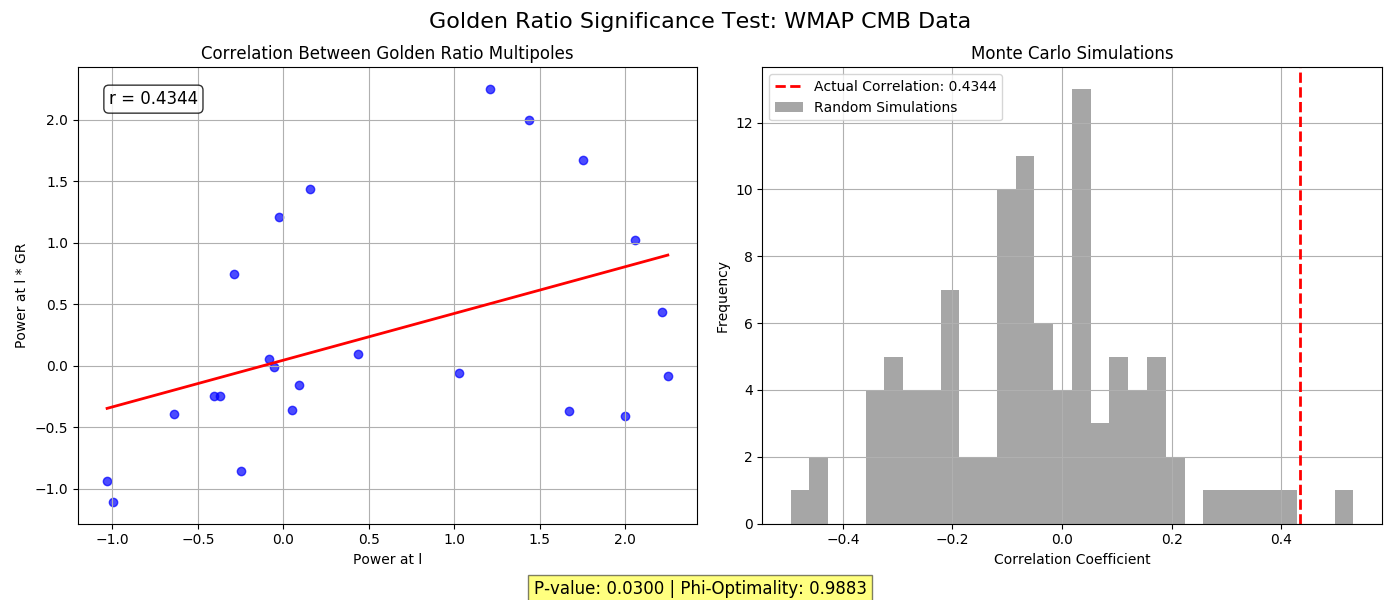 Golden Ratio Significance Test: WMAP CMB Data
Correlation Between Golden Ratio Multipoles
r = 0.4344
2.0
1.5
1.0
0.5
0.0
−0.5
−1.0
Power at l * GR
−1.0 −0.5 0.0 0.5 1.0 1.5 2.0
Power at l
Monte Carlo Simulations
Actual Correlation: 0.4344
Random Simulations
12
10
8
6
4
2
0
Frequency
−0.4 −0.2 0.0 0.2 0.4
Correlation Coefficient
P-value: 0.0300 | Phi-Optimality: 0.9883